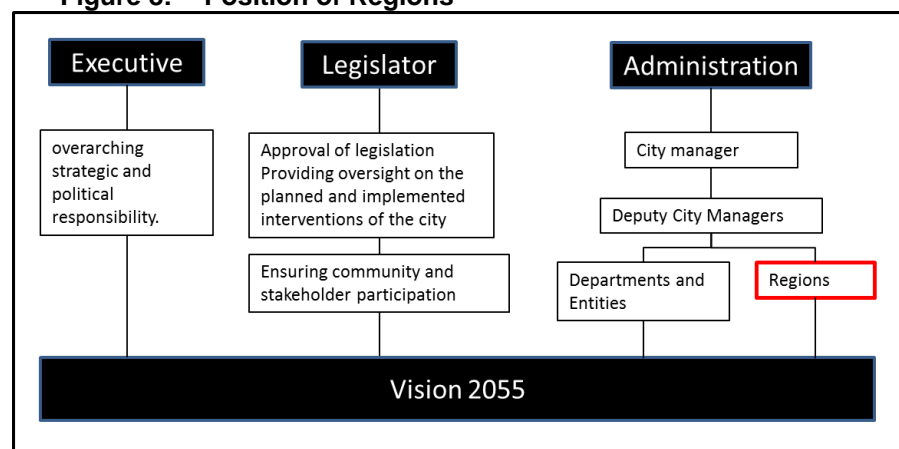 Figure 3. Position of Regions
Executive
Legislator
Administration
overarching
strategic and
political
responsibility.
Approval of legislation
Providing oversight on the
planned and implemented
interventions of the city
Ensuring community and
stakeholder participation
City manager
Deputy City Managers
Departments and
Entities
Regions
Vision 2055